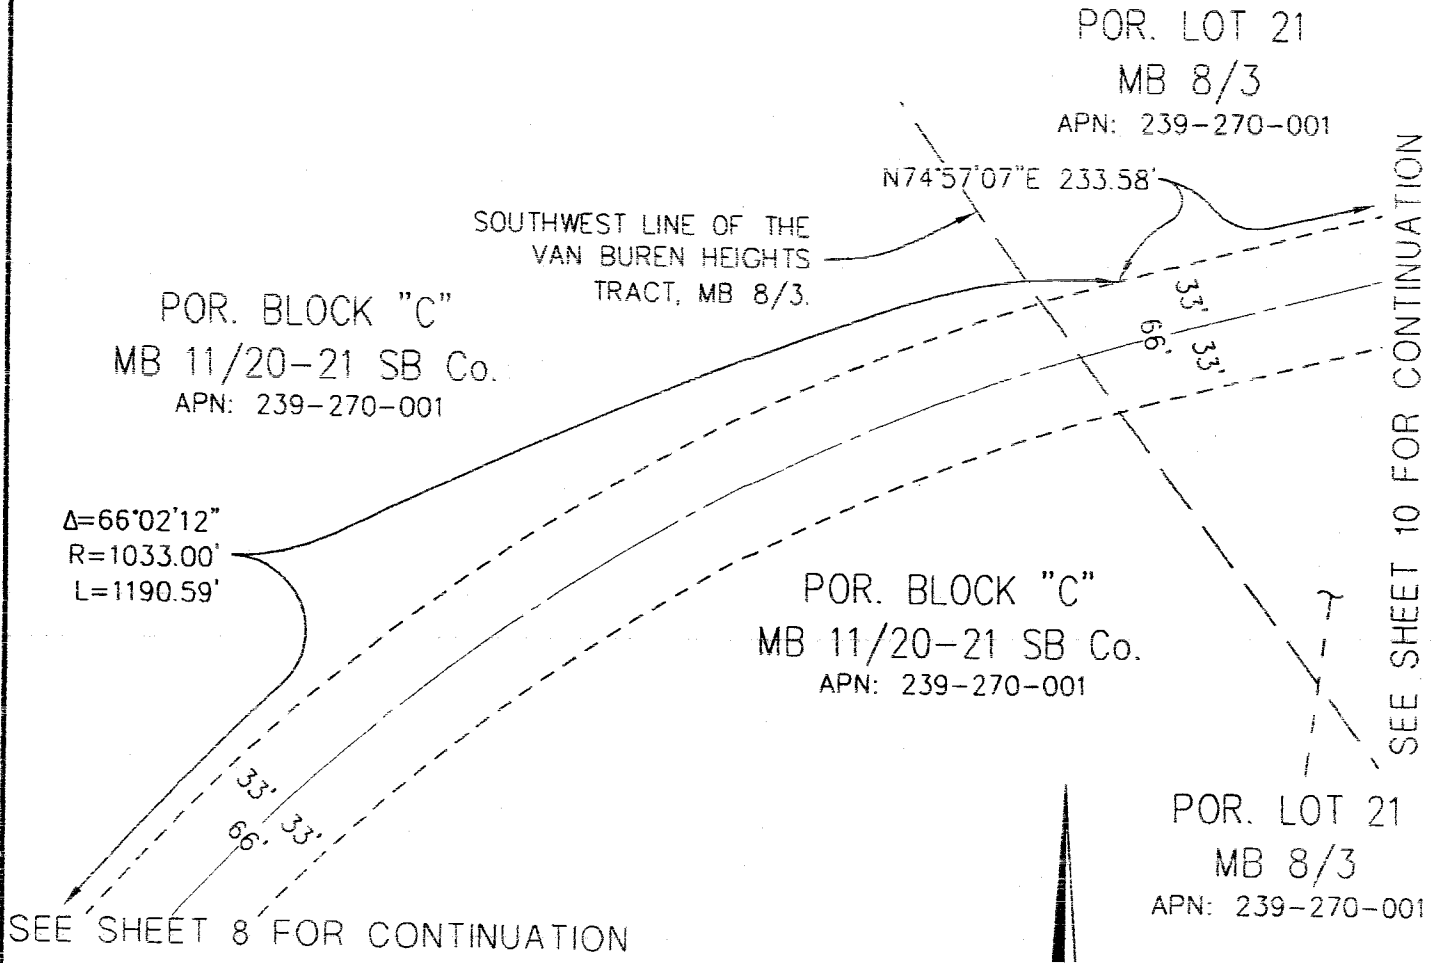 POR. LOT 21
MB 8/3
APN: 239-270-001
N74°57'07"E 233.58'
SOUTHWEST LINE OF THE
VAN BUREN HEIGHTS
TRACT, MB 8/3.
POR. BLOCK "C"
MB 11/20-21 SB Co.
APN: 239-270-001
33'
66'
33'
SEE SHEET 10 FOR CONTINUATION
Δ=66°02'12"
R=1033.00'
L=1190.59'
POR. BLOCK "C"
MB 11/20-21 SB Co.
APN: 239-270-001
33'
66'
33'
POR. LOT 21
MB 8/3
APN: 239-270-001
SEE SHEET 8 FOR CONTINUATION